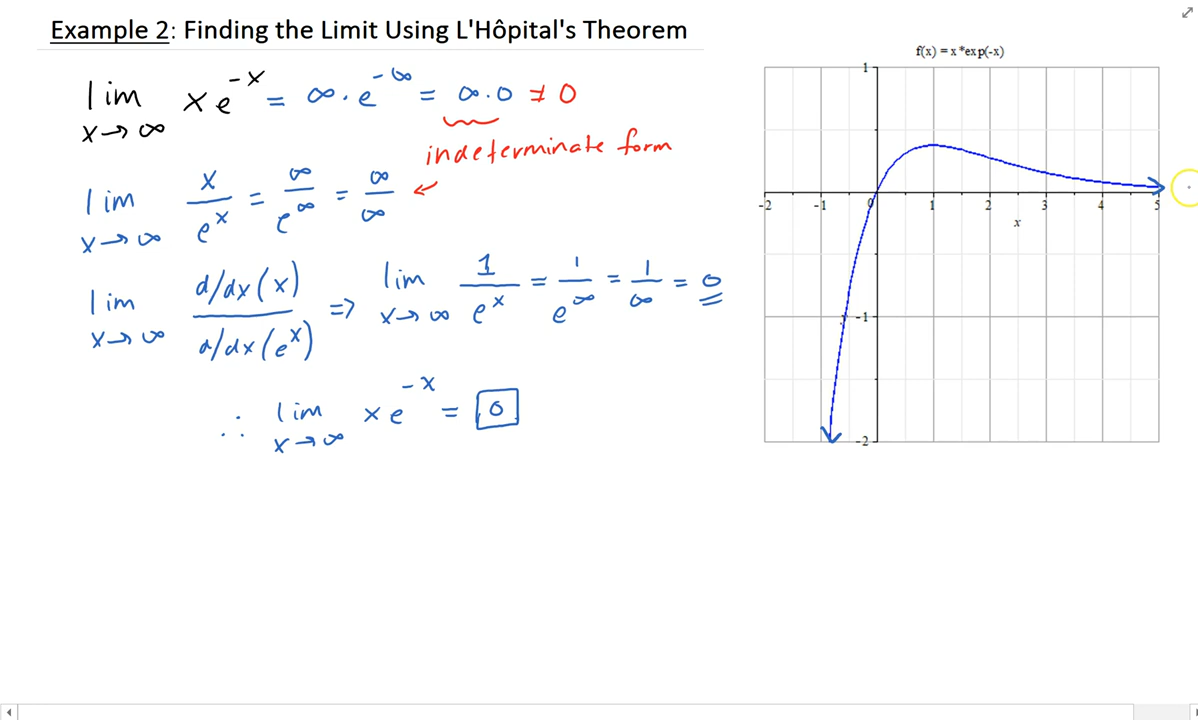 Example 2: Finding the Limit Using L'Hôpital's Theorem
lim x→∞ xe^-x = ∞·e^-∞ = ∞·0 ≠ 0
indeterminate form
lim x→∞ x/e^x = ∞/e^∞ = ∞/∞ ←
lim x→∞ d/dx(x) / d/dx(e^x) ⇒ lim x→∞ 1/e^x = 1/e^∞ = 1/∞ = 0
∴ lim x→∞ xe^-x = 0
f(x) = x*exp(-x)
1
-2 -1 0 1 2 3 4 5
x
-1
-2